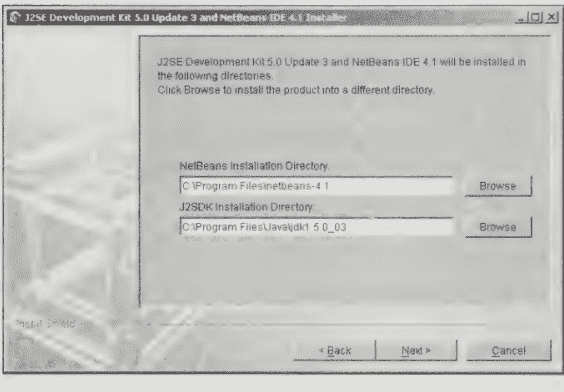 J2SE Development Kit 5.0 Update 3 and NetBeans IDE 4.1 Installer
J2SE Development Kit 5.0 Update 3 and NetBeans IDE 4.1 will be installed in
the following directories.
Click Browse to install the product into a different directory.
NetBeans Installation Directory:
C:\Program Files\netbeans-4.1
Browse
J2SDK Installation Directory:
C:\Program Files\Java\jdk1.5.0_03
Browse
Install Shield
< Back
Next >
Cancel